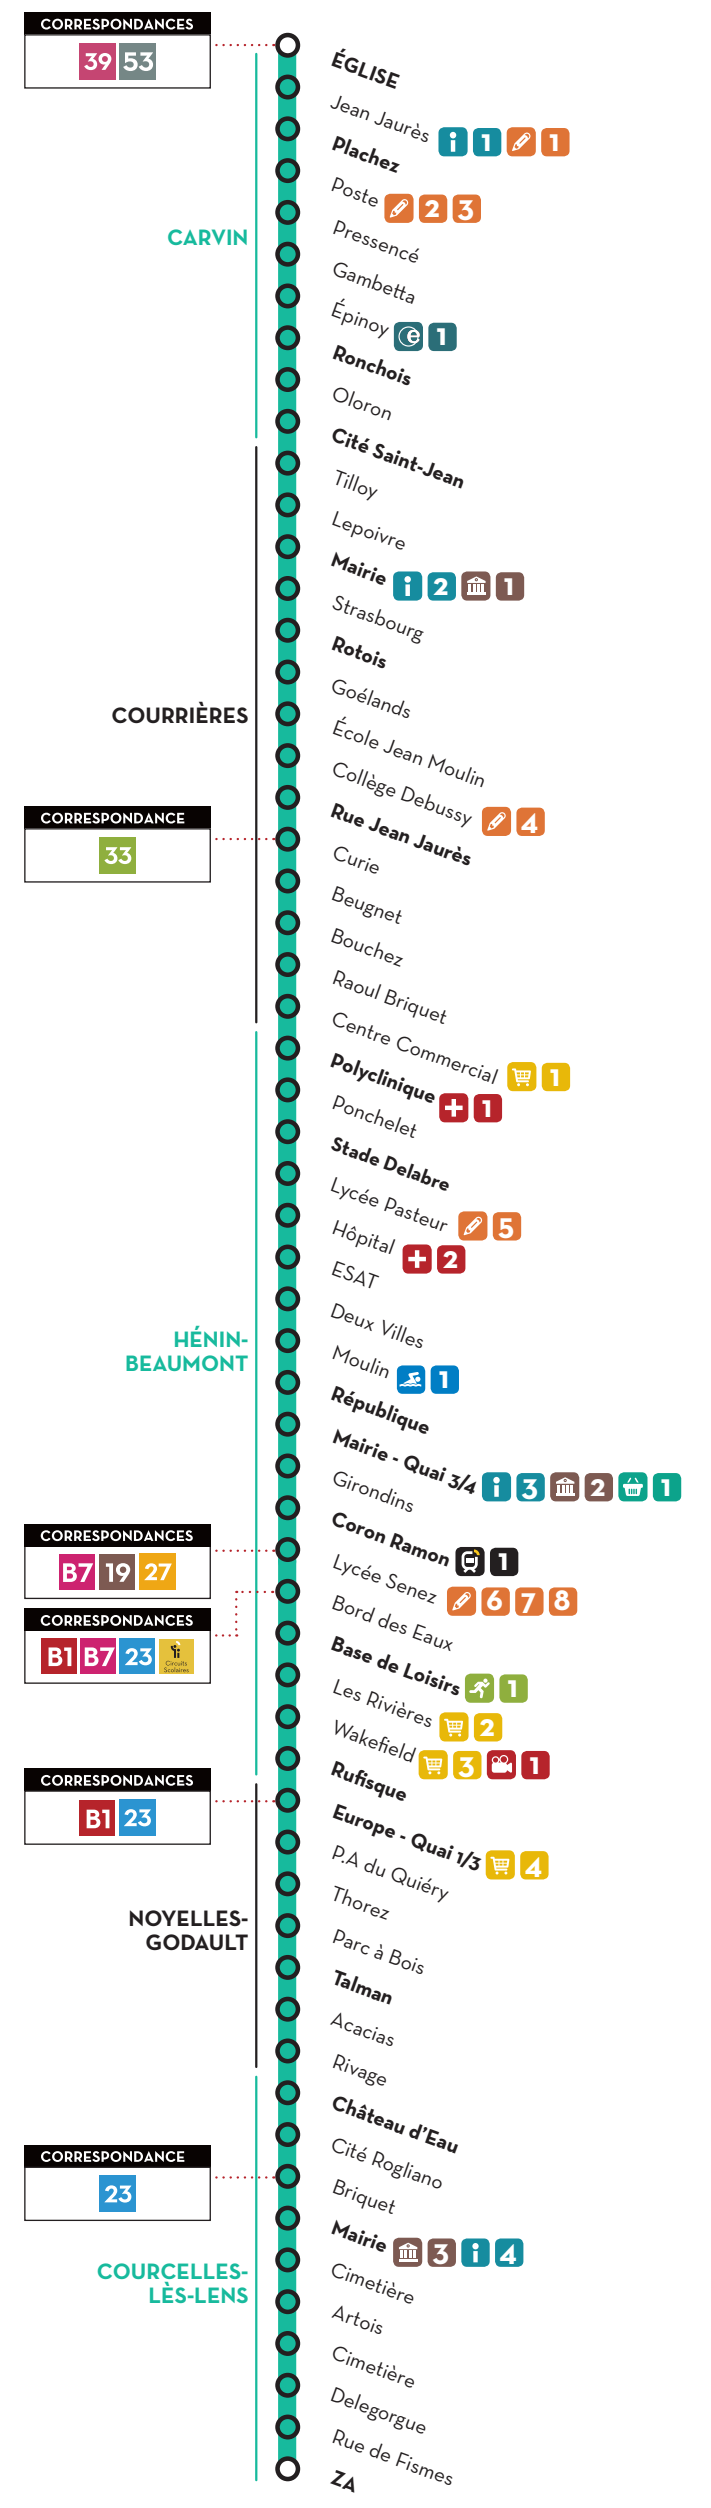 CORRESPONDANCES
39 53
ÉGLISE
Jean Jaurès i 1 1
Plachez
Poste 2 3
CARVIN
Pressencé
Gambetta
Épinoy e 1
Ronchois
Oloron
Cité Saint-Jean
Tilloy
Lepoivre
Mairie i 2 1
Strasbourg
Rotois
Goélands
COURRIÈRES
École Jean Moulin
Collège Debussy 4
CORRESPONDANCE
33
Rue Jean Jaurès
Curie
Beugnet
Bouchez
Raoul Briquet
Centre Commercial 1
Polyclinique 1
Ponchelet
Stade Delabre
Lycée Pasteur 5
Hôpital 2
ESAT
Deux Villes
HÉNIN-
BEAUMONT
Moulin 1
République
Mairie - Quai 3/4 i 3 2 1
Girondins
Coron Ramon 1
CORRESPONDANCES
B7 19 27
Lycée Senez 6 7 8
Bord des Eaux
CORRESPONDANCES
B1 B7 23 Circuits
Scolaires
Base de Loisirs 1
Les Rivières 2
Wakefield 3 1
Rufisque
CORRESPONDANCES
B1 23
Europe - Quai 1/3 4
P.A du Quiéry
Thorez
NOYELLES-
GODAULT
Parc à Bois
Talman
Acacias
Rivage
Château d'Eau
Cité Rogliano
CORRESPONDANCE
23
Briquet
Mairie 3 i 4
COURCELLES-
LÈS-LENS
Cimetière
Artois
Cimetière
Delegorgue
Rue de Fismes
ZA